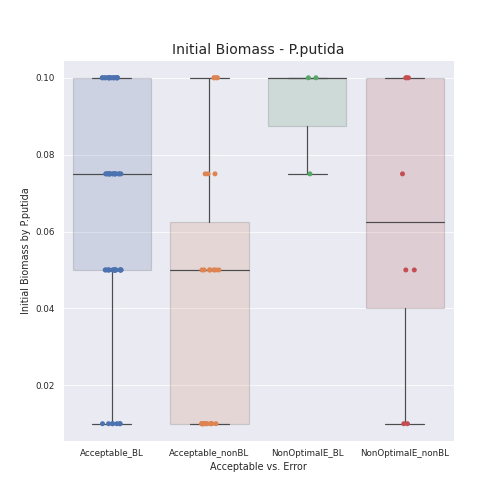 Initial Biomass - P.putida
0.10
0.08
0.06
0.04
0.02
Initial Biomass by P.putida
Acceptable_BL
Acceptable_nonBL
NonOptimalE_BL
NonOptimalE_nonBL
Acceptable vs. Error